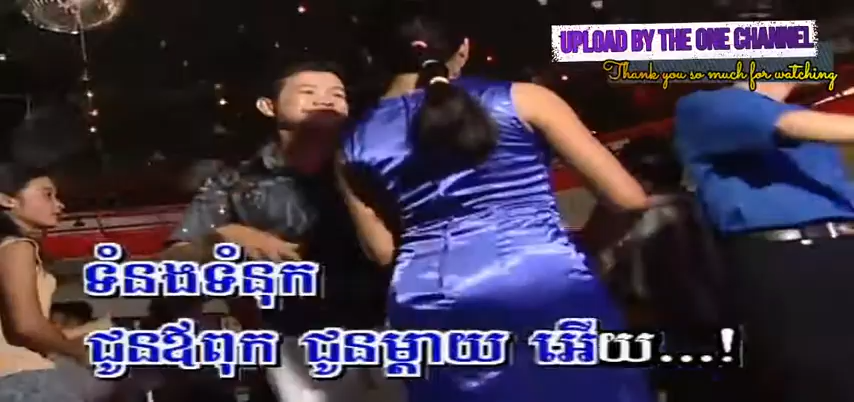 UPLOAD BY THE ONE CHANNEL
Thank you so much for watching
ទំនងទំនុក
ជូនឪពុក ជូនម្តាយ អើយ...!